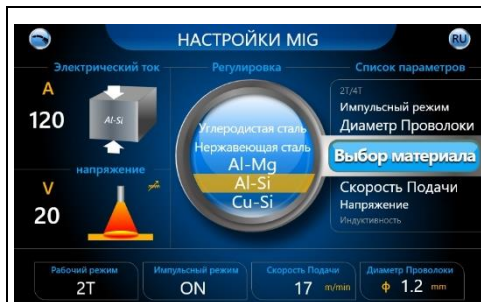 НАСТРОЙКИ MIG
RU
Электрический ток
A
120
Al-Si
напряжение
V
20
Регулировка
Углеродистая сталь
Нержавеющая сталь
Al-Mg
Al-Si
Cu-Si
Список параметров
2T/4T
Импульсный режим
Диаметр Проволоки
Выбор материала
Скорость Подачи
Напряжение
Индуктивность
Рабочий режим
2T
Импульсный режим
ON
Скорость Подачи
17 m/min
Диаметр Проволоки
ϕ 1.2 mm